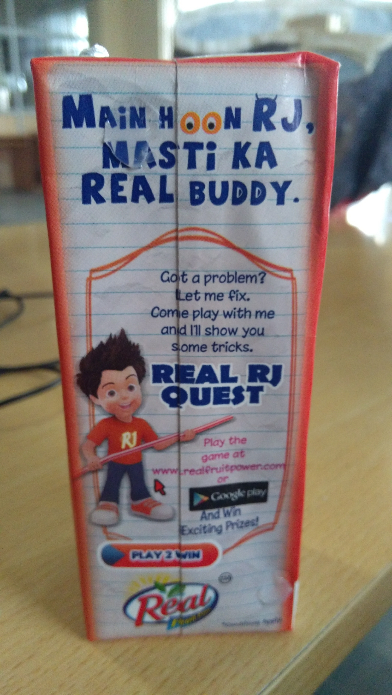 MAIN HOON RJ,
MASTI KA
REAL BUDDY.
Got a problem?
Let me fix.
Come play with me
and I'll show you
some tricks.
REAL RJ
QUEST
RJ
Play the
game at
www.realfruitpower.com
or
Google play
And Win
Exciting Prizes!
PLAY 2 WIN
Real